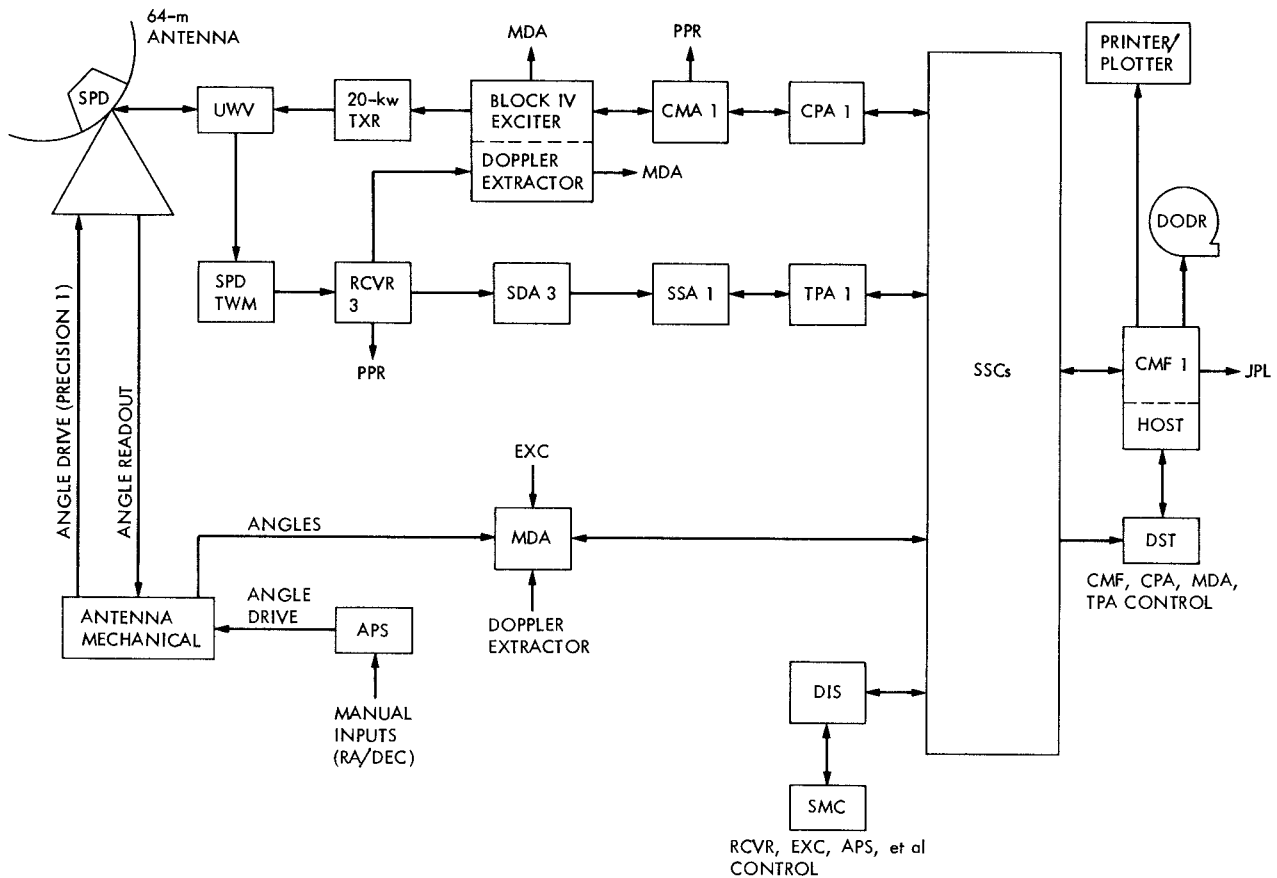 64-m
ANTENNA
SPD
UWV
20-kw
TXR
MDA
BLOCK IV
EXCITER
DOPPLER
EXTRACTOR
MDA
PPR
CMA 1
CPA 1
PRINTER/
PLOTTER
DODR
SPD
TWM
RCVR
3
PPR
SDA 3
SSA 1
TPA 1
SSCs
CMF 1
HOST
JPL
ANGLE DRIVE (PRECISION 1)
ANGLE READOUT
EXC
ANGLES
MDA
DOPPLER
EXTRACTOR
DST
CMF, CPA, MDA,
TPA CONTROL
ANTENNA
MECHANICAL
ANGLE
DRIVE
APS
MANUAL
INPUTS
(RA/DEC)
DIS
SMC
RCVR, EXC, APS, et al
CONTROL